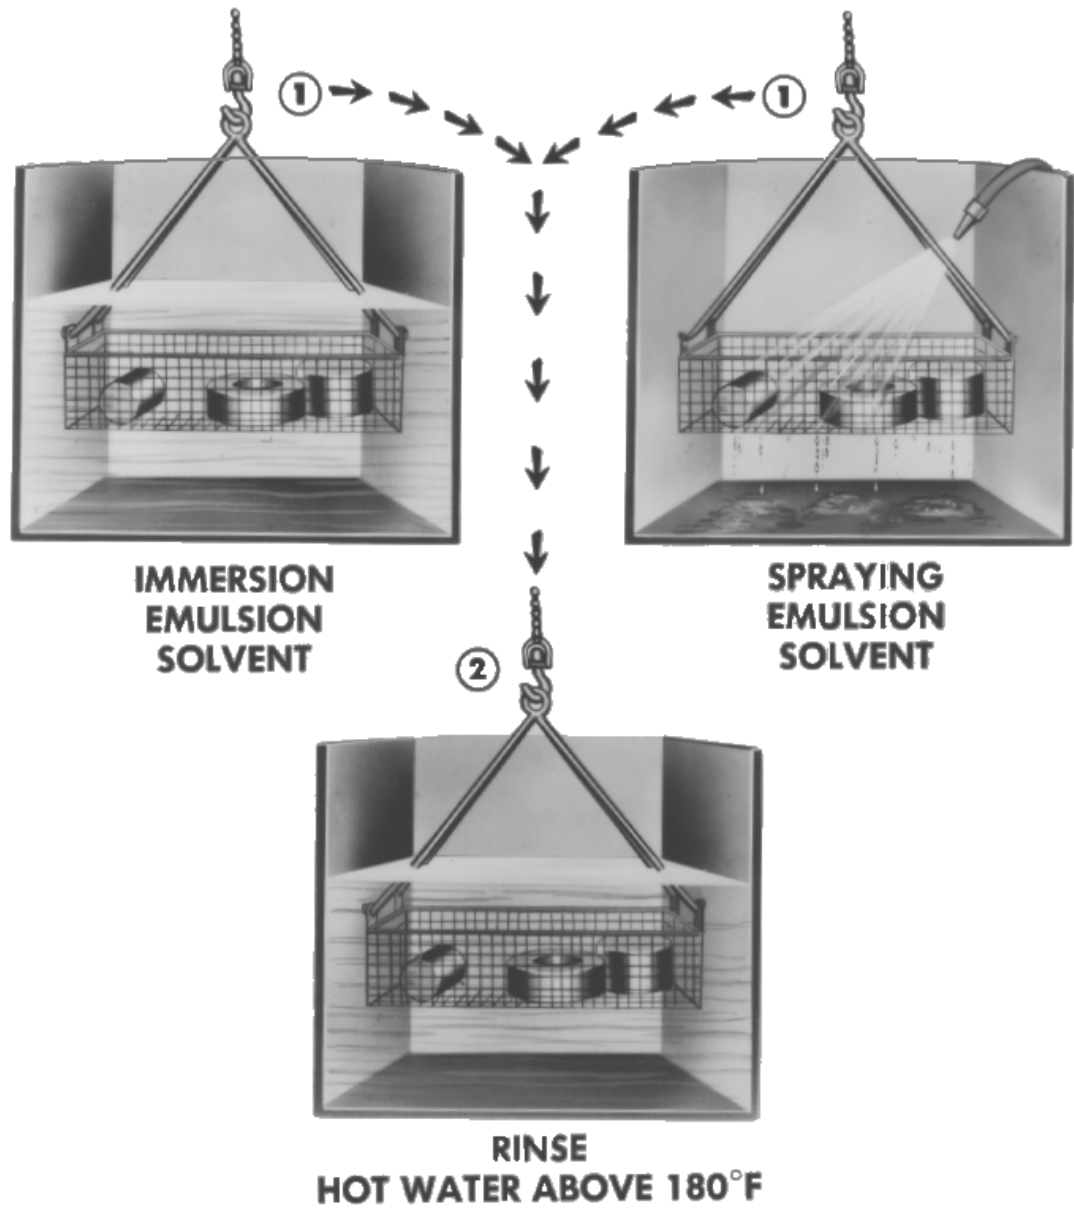 1
1
IMMERSION
EMULSION
SOLVENT
SPRAYING
EMULSION
SOLVENT
2
RINSE
HOT WATER ABOVE 180°F